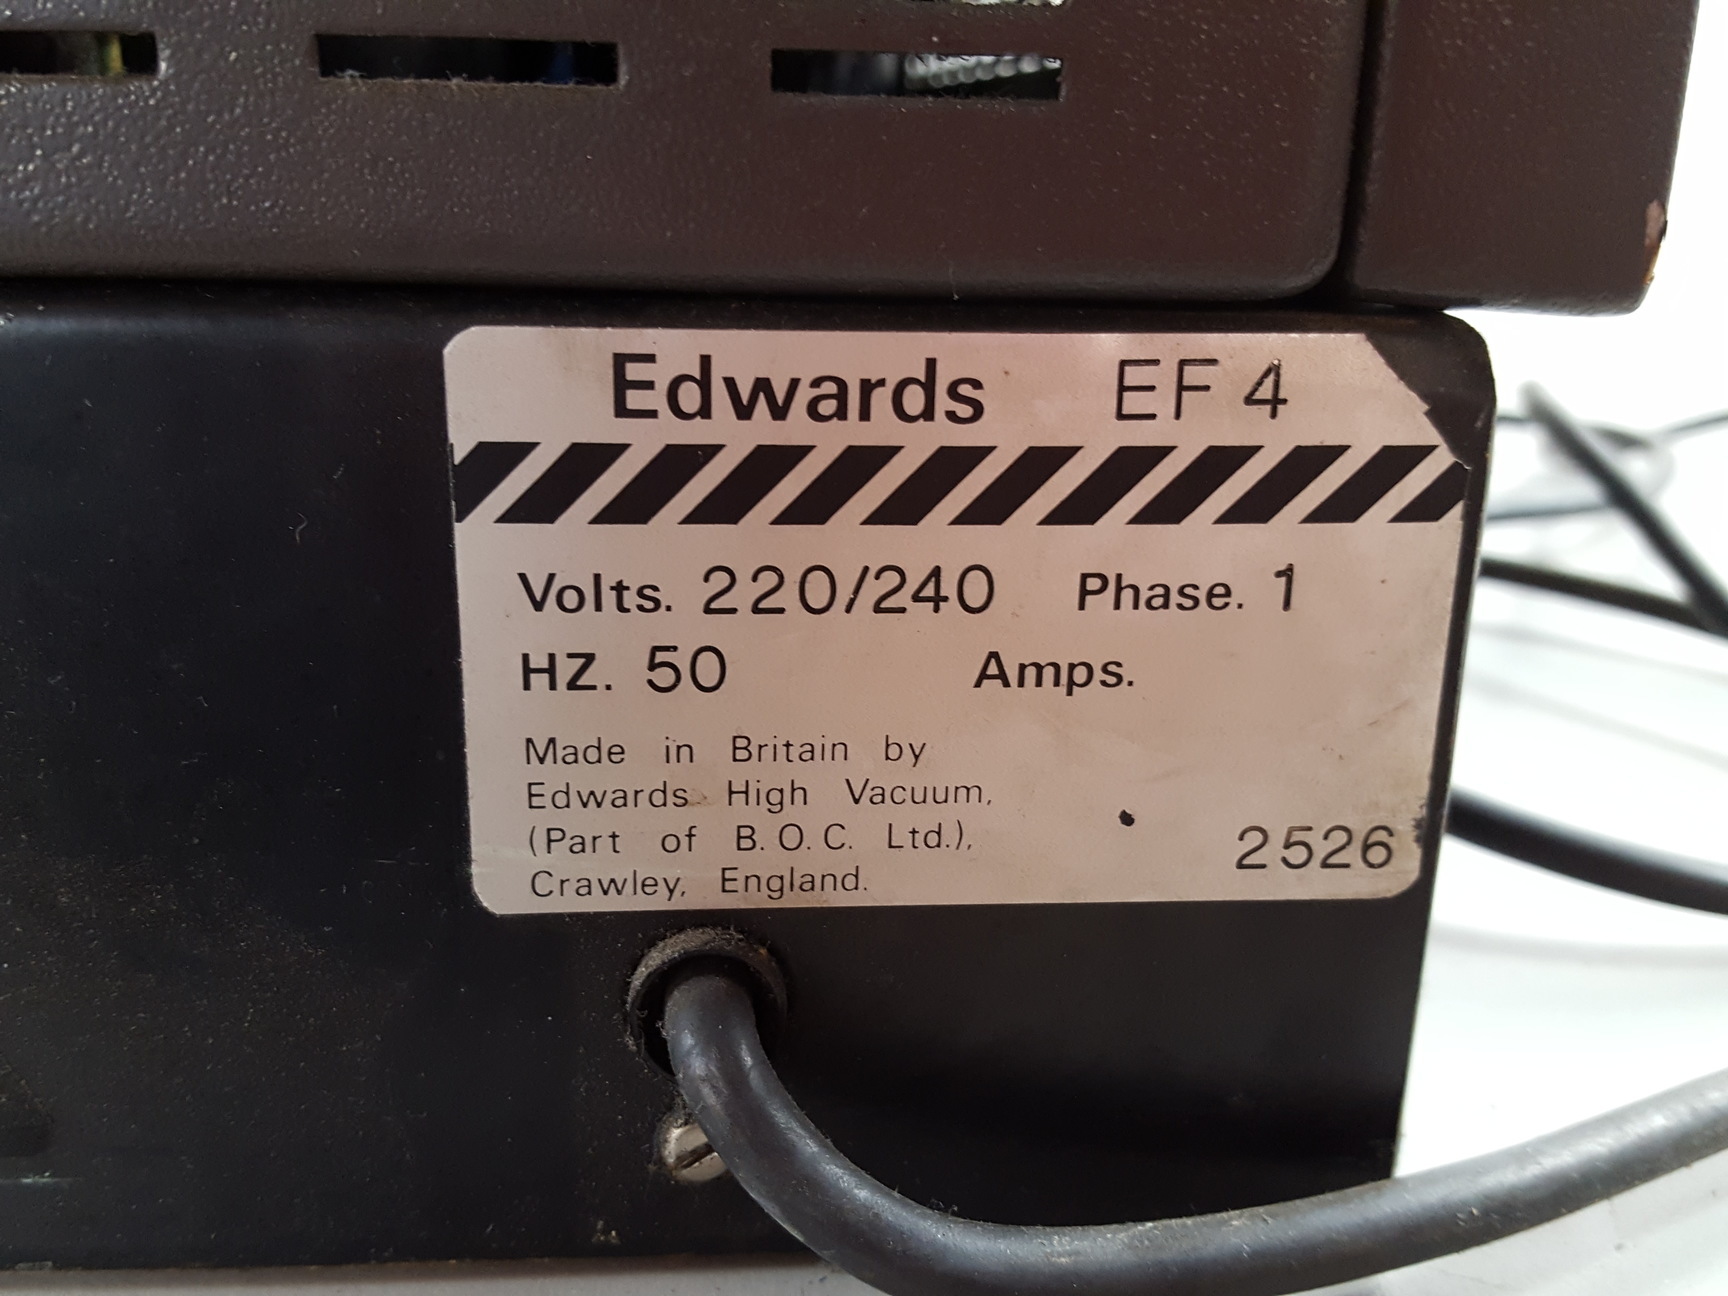 Edwards EF 4
Volts. 220/240 Phase. 1
HZ. 50 Amps.
Made in Britain by
Edwards High Vacuum,
(Part of B.O.C. Ltd.),
Crawley, England.
2526